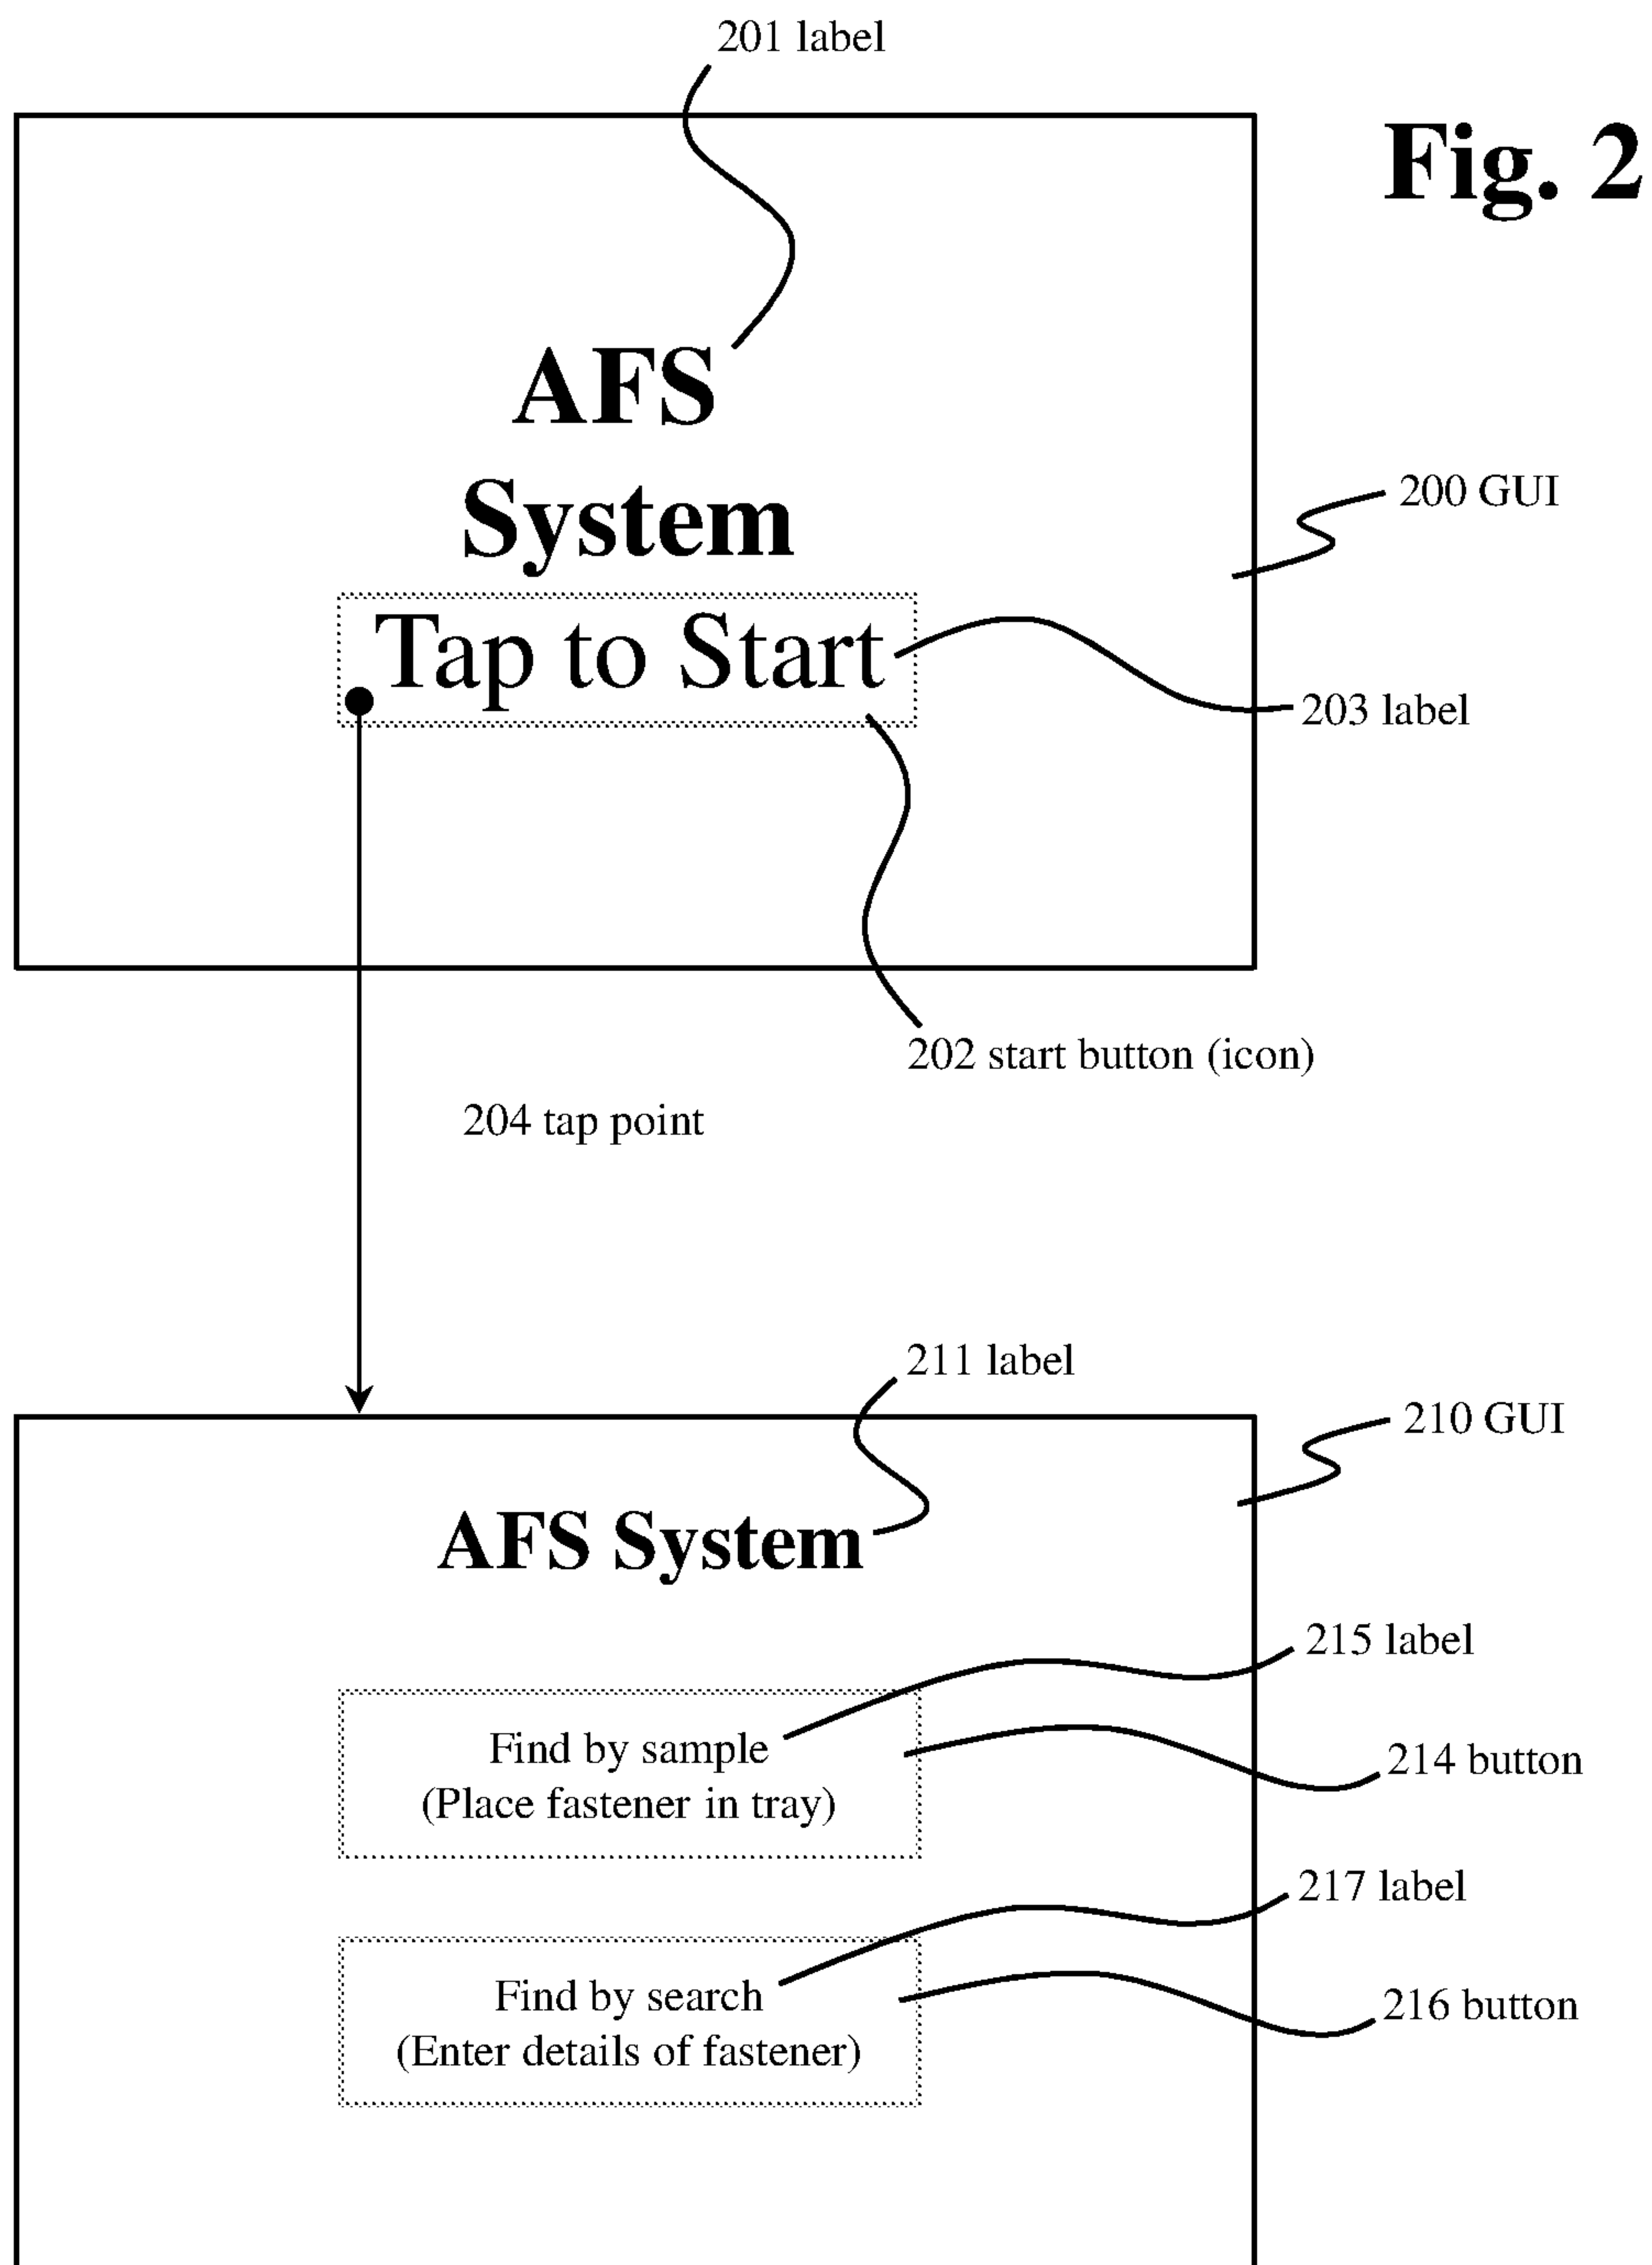 201 label
Fig. 2
AFS
System
200 GUI
Tap to Start
203 label
202 start button (icon)
204 tap point
211 label
210 GUI
AFS System
215 label
Find by sample
214 button
(Place fastener in tray)
217 label
Find by search
216 button
(Enter details of fastener)